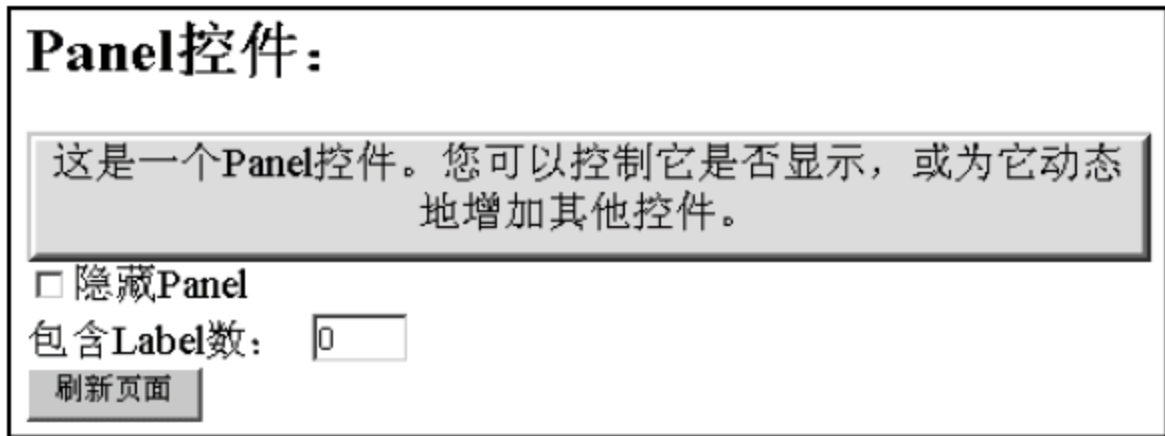 Panel控件：
这是一个Panel控件。您可以控制它是否显示，或为它动态
地增加其他控件。
隐藏Panel
包含Label数： 0
刷新页面